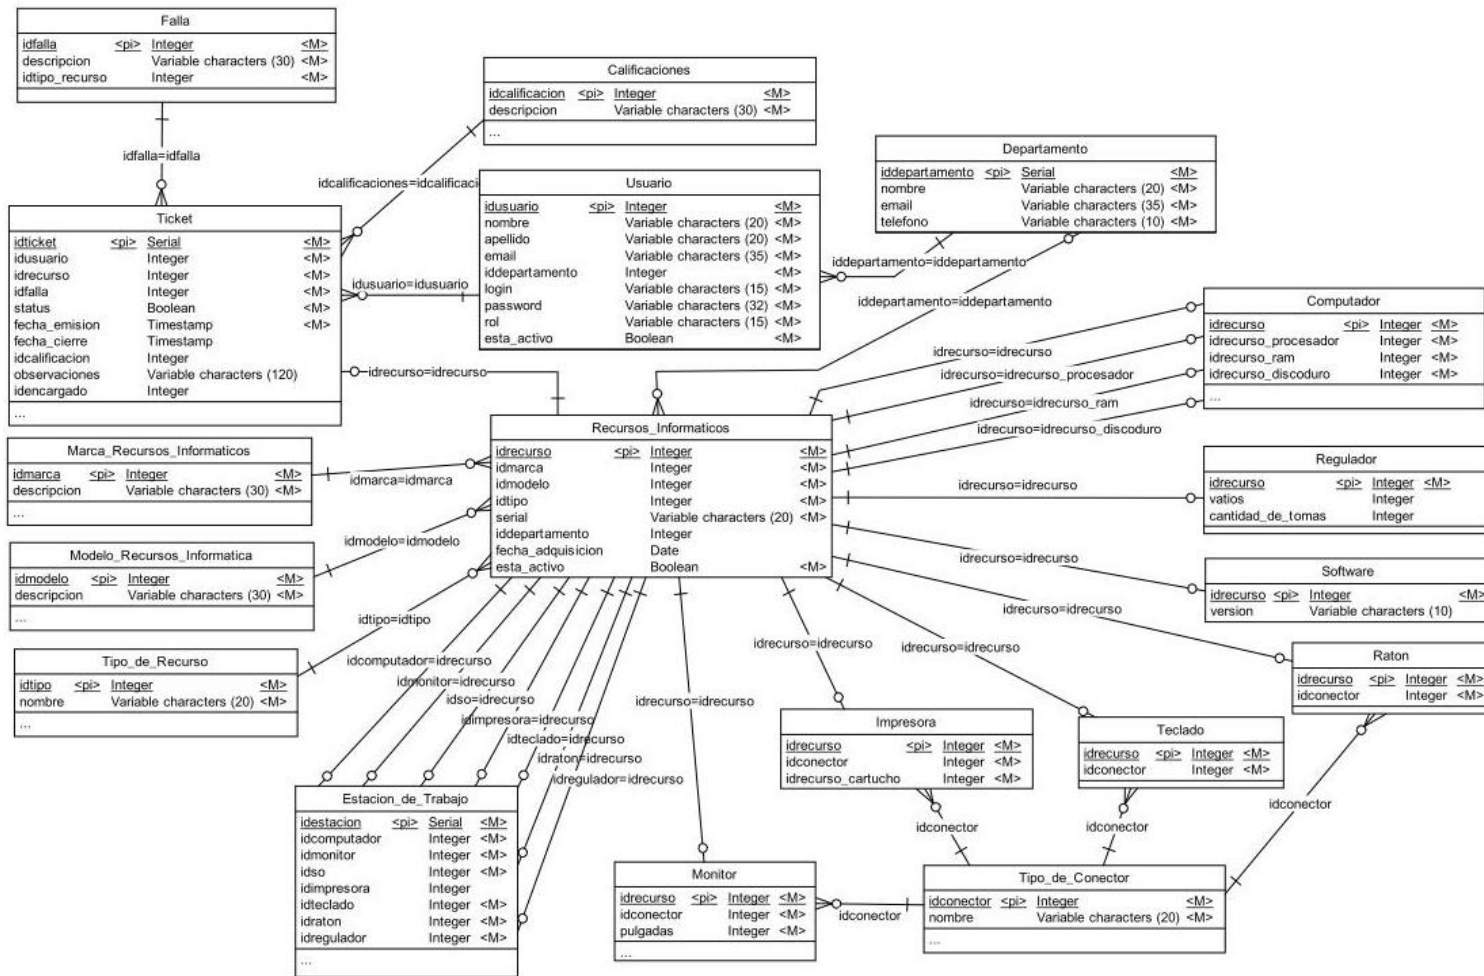 Falla
idfalla <pi> Integer <M>
descripcion Variable characters (30) <M>
idtipo_recurso Integer <M>
idfalla=idfalla
Calificaciones
idcalificacion <pi> Integer <M>
descripcion Variable characters (30) <M>
...
idcalificaciones=idcalificaci
Ticket
idticket <pi> Serial <M>
idusuario Integer <M>
idrecurso Integer <M>
idfalla Integer <M>
status Boolean <M>
fecha_emision Timestamp <M>
fecha_cierre Timestamp
idcalificacion Integer
observaciones Variable characters (120)
idencargado Integer
...
idusuario=idusuario
idrecurso=idrecurso
Usuario
idusuario <pi> Integer <M>
nombre Variable characters (20) <M>
apellido Variable characters (20) <M>
email Variable characters (35) <M>
iddepartamento Integer <M>
login Variable characters (15) <M>
password Variable characters (32) <M>
rol Variable characters (15) <M>
esta_activo Boolean <M>
Departamento
iddepartamento <pi> Serial <M>
nombre Variable characters (20) <M>
email Variable characters (35) <M>
telefono Variable characters (10) <M>
iddepartamento=iddepartamento
iddepartamento=iddepartamento
Computador
idrecurso <pi> Integer <M>
idrecurso_procesador Integer <M>
idrecurso_ram Integer <M>
idrecurso_discoduro Integer <M>
...
idrecurso=idrecurso
idrecurso=idrecurso_procesador
idrecurso=idrecurso_ram
idrecurso=idrecurso_discoduro
Marca_Recursos_Informaticos
idmarca <pi> Integer <M>
descripcion Variable characters (30) <M>
...
idmarca=idmarca
Recursos_Informaticos
idrecurso <pi> Integer <M>
idmarca Integer <M>
idmodelo Integer <M>
idtipo Integer <M>
serial Variable characters (20) <M>
iddepartamento Integer
fecha_adquisicion Date
esta_activo Boolean <M>
Regulador
idrecurso <pi> Integer <M>
vatios Integer
cantidad_de_tomas Integer
idrecurso=idrecurso
Modelo_Recursos_Informatica
idmodelo <pi> Integer <M>
descripcion Variable characters (30) <M>
...
idmodelo=idmodelo
Software
idrecurso <pi> Integer <M>
version Variable characters (10)
idrecurso=idrecurso
Tipo_de_Recurso
idtipo <pi> Integer <M>
nombre Variable characters (20) <M>
...
idtipo=idtipo
Raton
idrecurso <pi> Integer <M>
idconector Integer <M>
idrecurso=idrecurso
idcomputador=idrecurso
idmonitor=idrecurso
idso=idrecurso
idimpresora=idrecurso
idteclado=idrecurso
idraton=idrecurso
idregulador=idrecurso
idrecurso=idrecurso
idrecurso=idrecurso
idrecurso=idrecurso
Impresora
idrecurso <pi> Integer <M>
idconector Integer <M>
idrecurso_cartucho Integer <M>
Teclado
idrecurso <pi> Integer <M>
idconector Integer <M>
idconector
idconector
idconector
Estacion_de_Trabajo
idestacion <pi> Serial <M>
idcomputador Integer <M>
idmonitor Integer <M>
idso Integer <M>
idimpresora Integer
idteclado Integer <M>
idraton Integer <M>
idregulador Integer <M>
...
Monitor
idrecurso <pi> Integer <M>
idconector Integer <M>
pulgadas Integer <M>
...
idconector
Tipo_de_Conector
idconector <pi> Integer <M>
nombre Variable characters (20) <M>
...